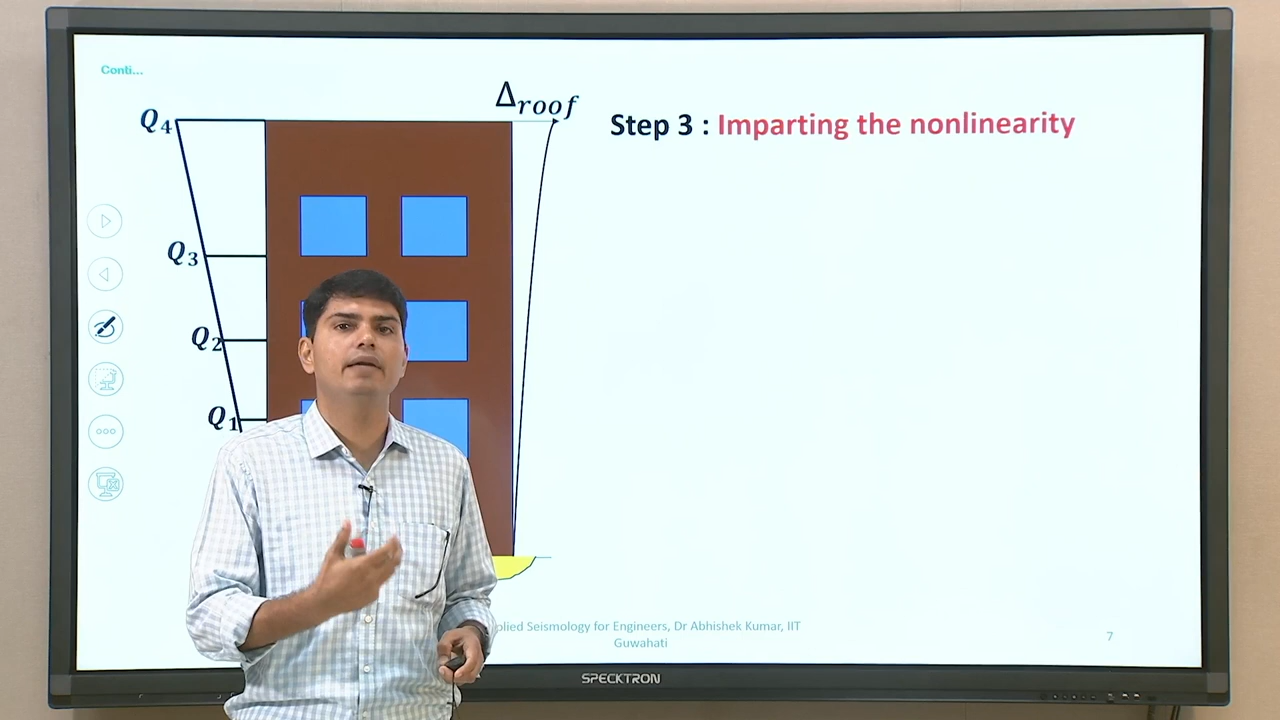 Conti...
Δroof
Q4
Step 3 : Imparting the nonlinearity
Q3
Q2
Q1
Seismology for Engineers, Dr Abhishek Kumar, IIT
Guwahati
7
SPECKTRON